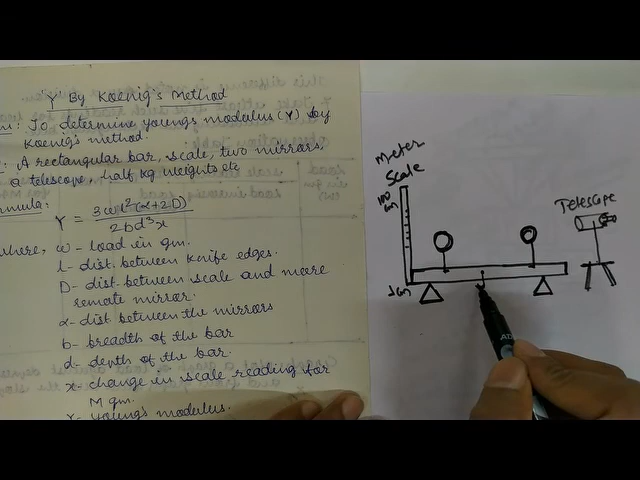 'Y' By Koenig's Method
To determine youngs modulus (Y) by
Koenig's method.
A rectangular bar, scale, two mirrors,
a telescope, half kg weights etc
Y = 3wl²(α+2D) / 2bd³x
where, w - load in gm.
l - dist. between knife edges.
D - dist. between scale and more
remote mirror.
α - dist between the mirrors
b - breadth of the bar
d - depth of the bar.
x - change in scale reading for
M gm.
Y - Young's modulus.
Meter
Scale
100
cm
Telescope